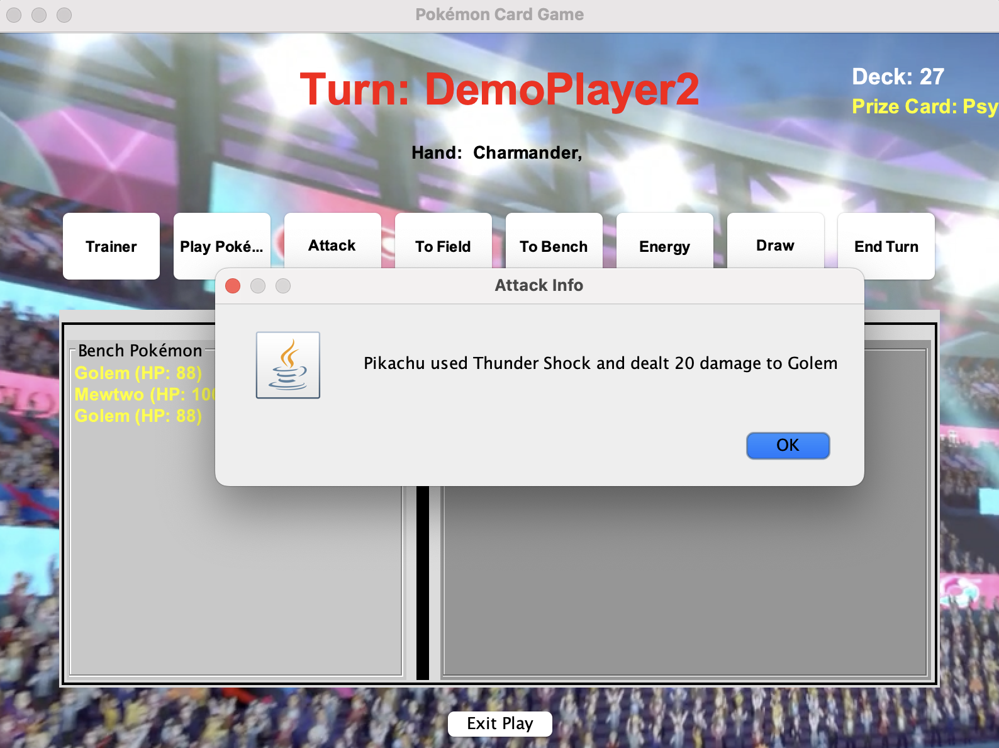 Pokémon Card Game
Turn: DemoPlayer2
Deck: 27
Prize Card: Psy
Hand: Charmander,
Trainer
Play Poké...
Attack
To Field
To Bench
Energy
Draw
End Turn
Attack Info
Pikachu used Thunder Shock and dealt 20 damage to Golem
OK
Bench Pokémon
Golem (HP: 88)
Mewtwo (HP: 100
Golem (HP: 88)
Exit Play